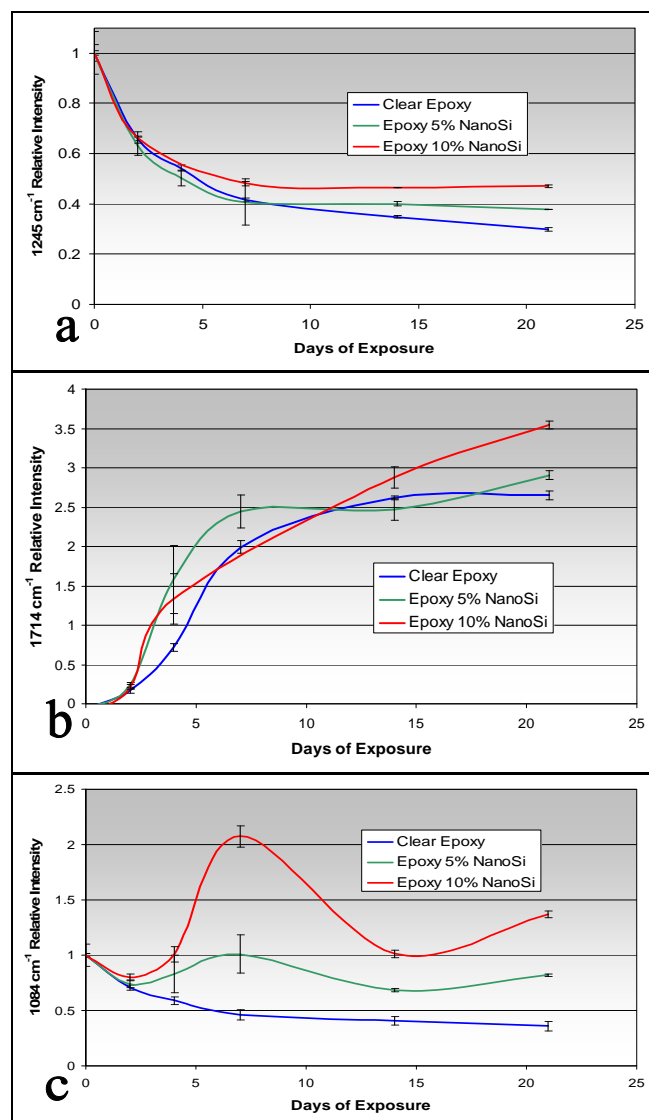 1
0.8
0.6
0.4
0.2
0
0 5 10 15 20 25
1245 cm⁻¹ Relative Intensity
Clear Epoxy
Epoxy 5% NanoSi
Epoxy 10% NanoSi
Days of Exposure
a
4
3.5
3
2.5
2
1.5
1
0.5
0
0 5 10 15 20 25
1714 cm⁻¹ Relative Intensity
Clear Epoxy
Epoxy 5% NanoSi
Epoxy 10% NanoSi
Days of Exposure
b
2.5
2
1.5
1
0.5
0
0 5 10 15 20 25
1084 cm⁻¹ Relative Intensity
Clear Epoxy
Epoxy 5% NanoSi
Epoxy 10% NanoSi
Days of Exposure
c